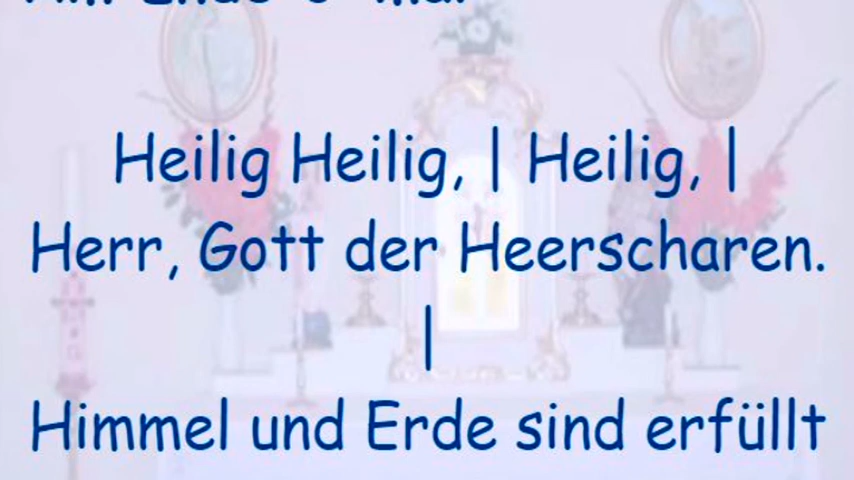 Heilig Heilig, | Heilig, |
Herr, Gott der Heerscharen.
|
Himmel und Erde sind erfüllt